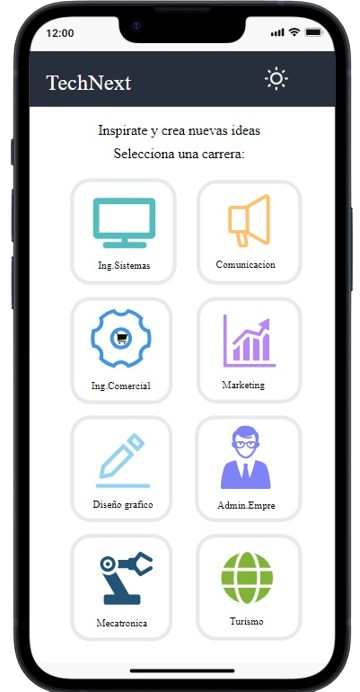 12:00
TechNext
Inspirate y crea nuevas ideas
Selecciona una carrera:
Ing.Sistemas
Comunicacion
Ing.Comercial
Marketing
Diseño grafico
Admin.Empre
Mecatronica
Turismo